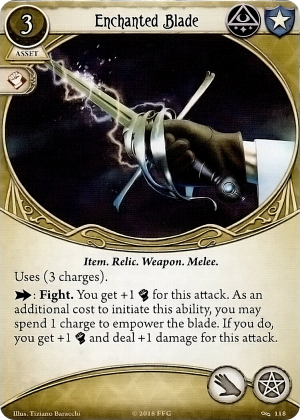 3
Enchanted Blade
ASSET
Item. Relic. Weapon. Melee.
Uses (3 charges).
: Fight. You get +1 for this attack. As an
additional cost to initiate this ability, you may
spend 1 charge to empower the blade. If you do,
you get +1 and deal +1 damage for this attack.
Illus. Tiziano Baracchi
© 2018 FFG
118